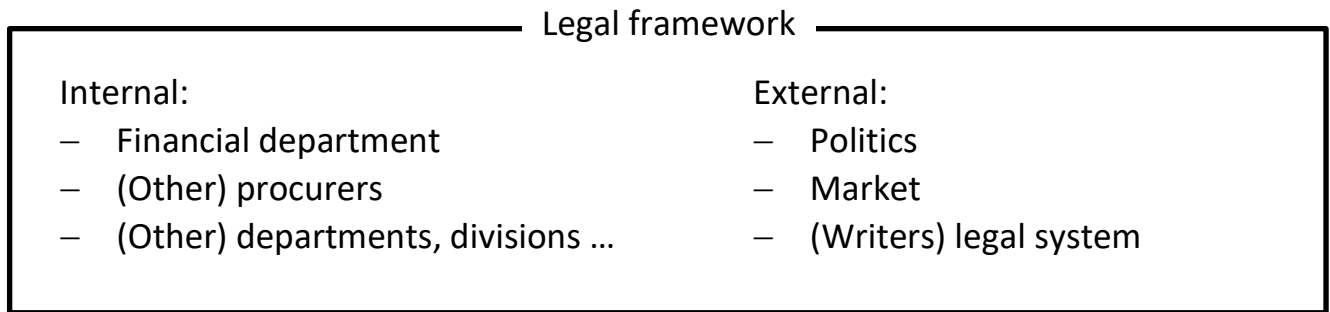 Legal framework
Internal:
– Financial department
– (Other) procurers
– (Other) departments, divisions …
External:
– Politics
– Market
– (Writers) legal system